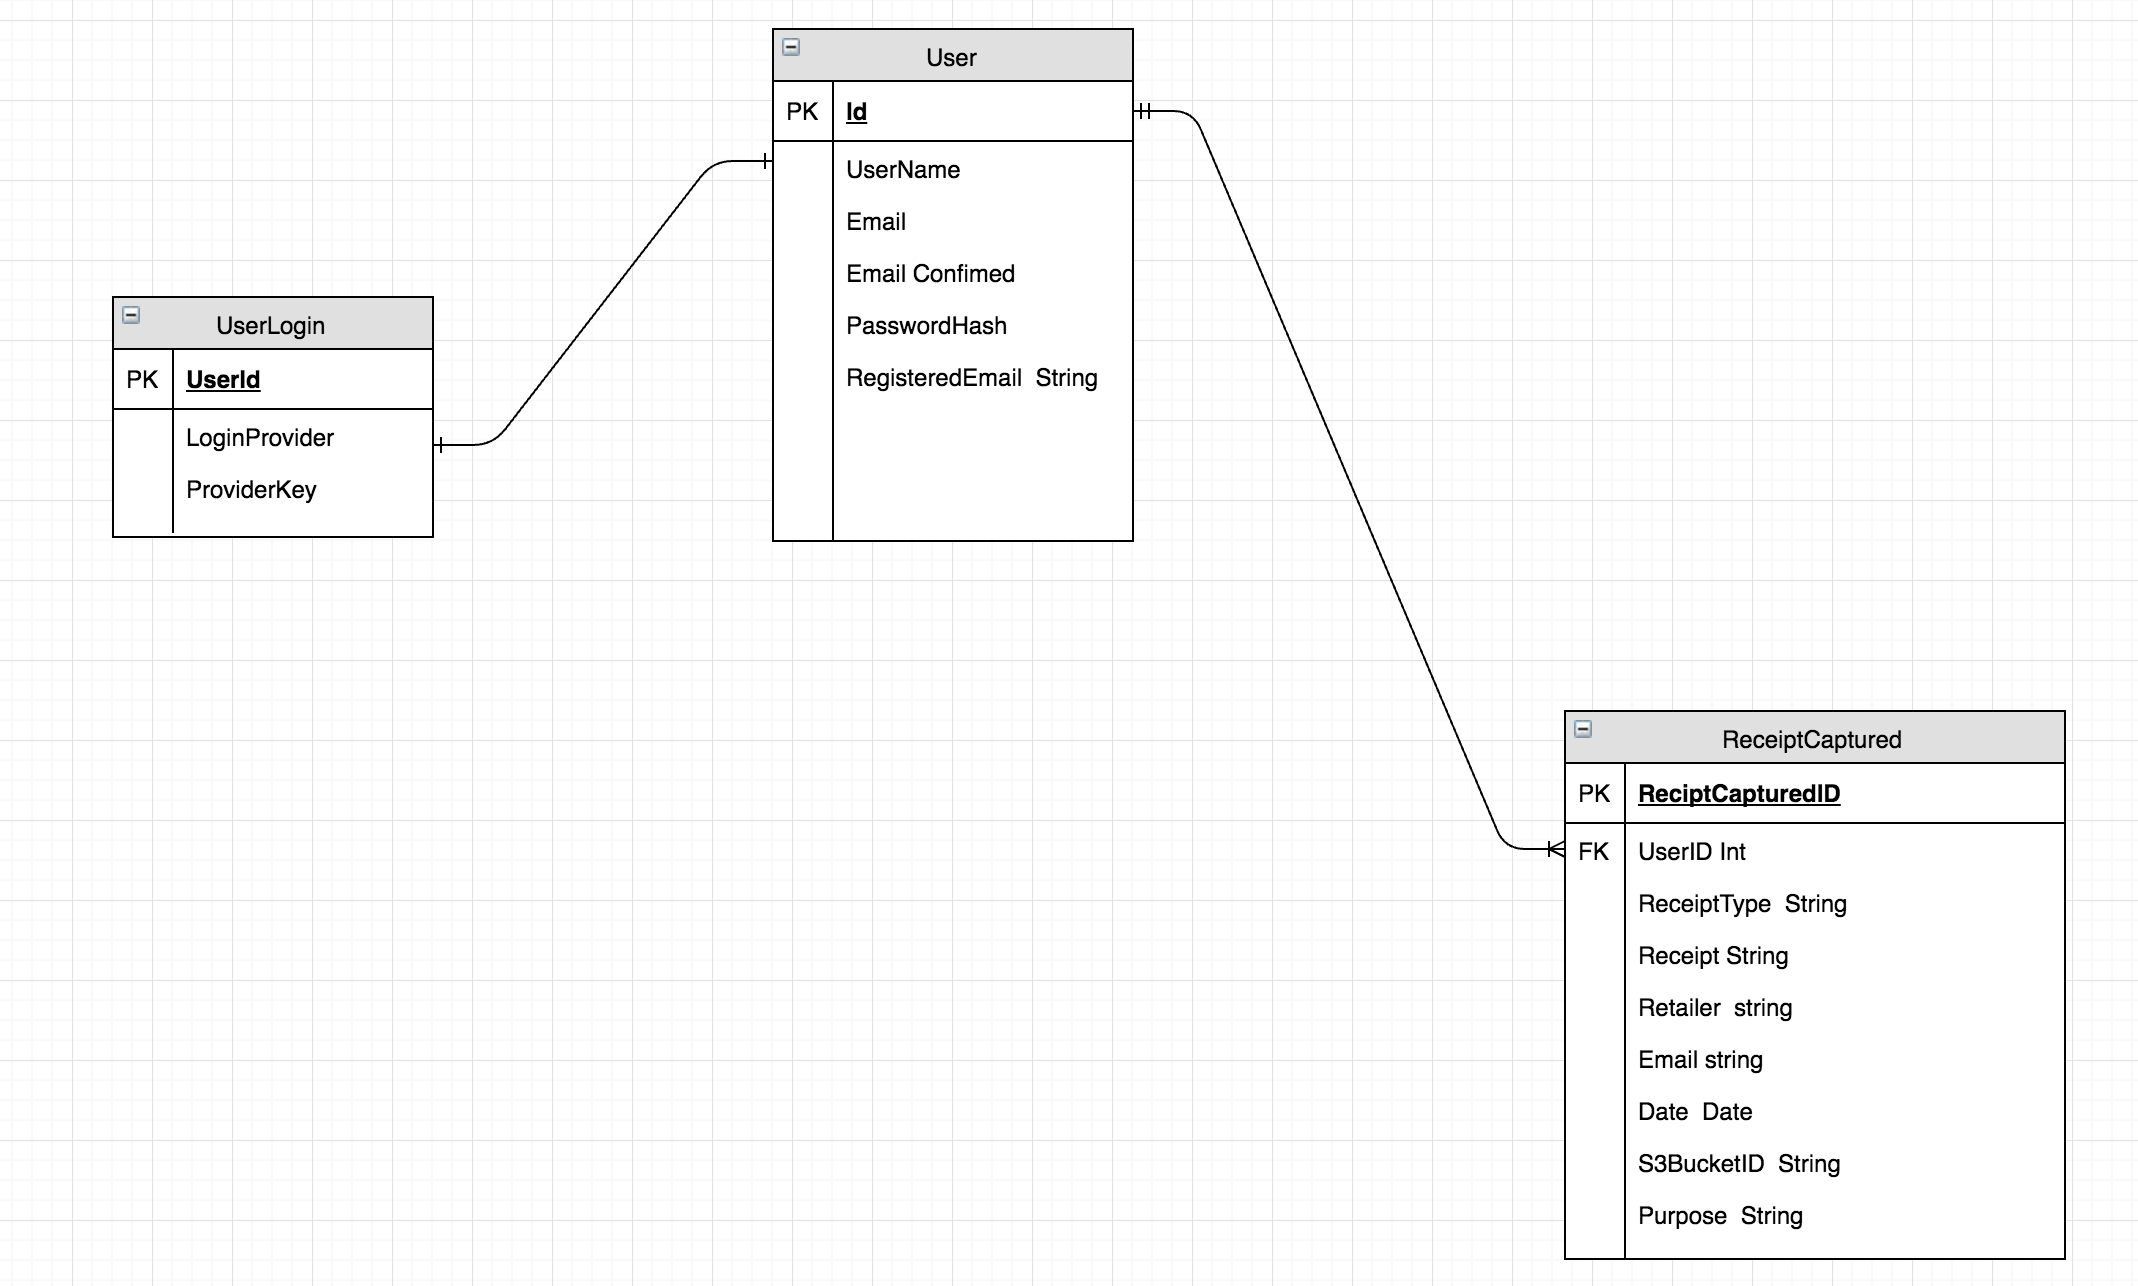 User
PK Id
UserName
Email
Email Confimed
PasswordHash
RegisteredEmail  String
UserLogin
PK UserId
LoginProvider
ProviderKey
ReceiptCaptured
PK ReciptCapturedID
FK UserID Int
ReceiptType  String
Receipt String
Retailer  string
Email string
Date  Date
S3BucketID  String
Purpose  String